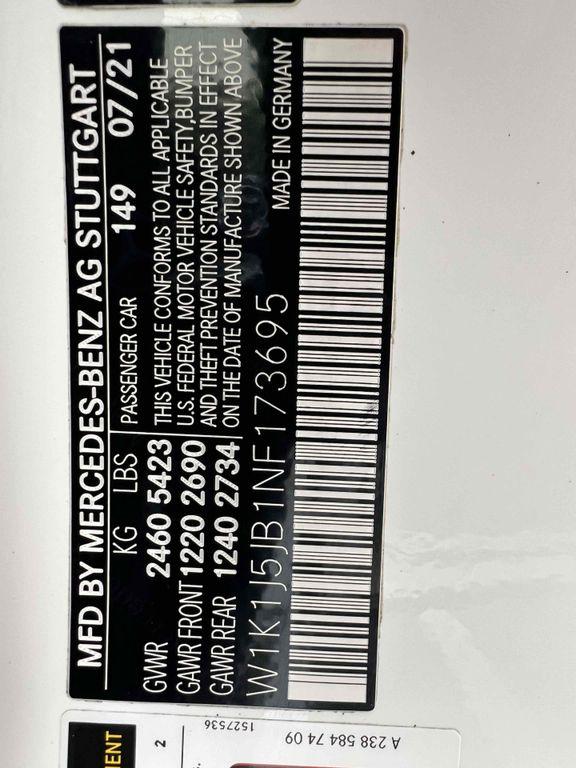 MFD BY MERCEDES-BENZ AG STUTTGART
KG LBS PASSENGER CAR 149 07/21
GVWR 2460 5423
GAWR FRONT 1220 2690
GAWR REAR 1240 2734
THIS VEHICLE CONFORMS TO ALL APPLICABLE
U.S. FEDERAL MOTOR VEHICLE SAFETY,BUMPER
AND THEFT PREVENTION STANDARDS IN EFFECT
ON THE DATE OF MANUFACTURE SHOWN ABOVE
W1K1J5JB1NF173695 MADE IN GERMANY
MENT
2
1527536
A 238 584 74 09